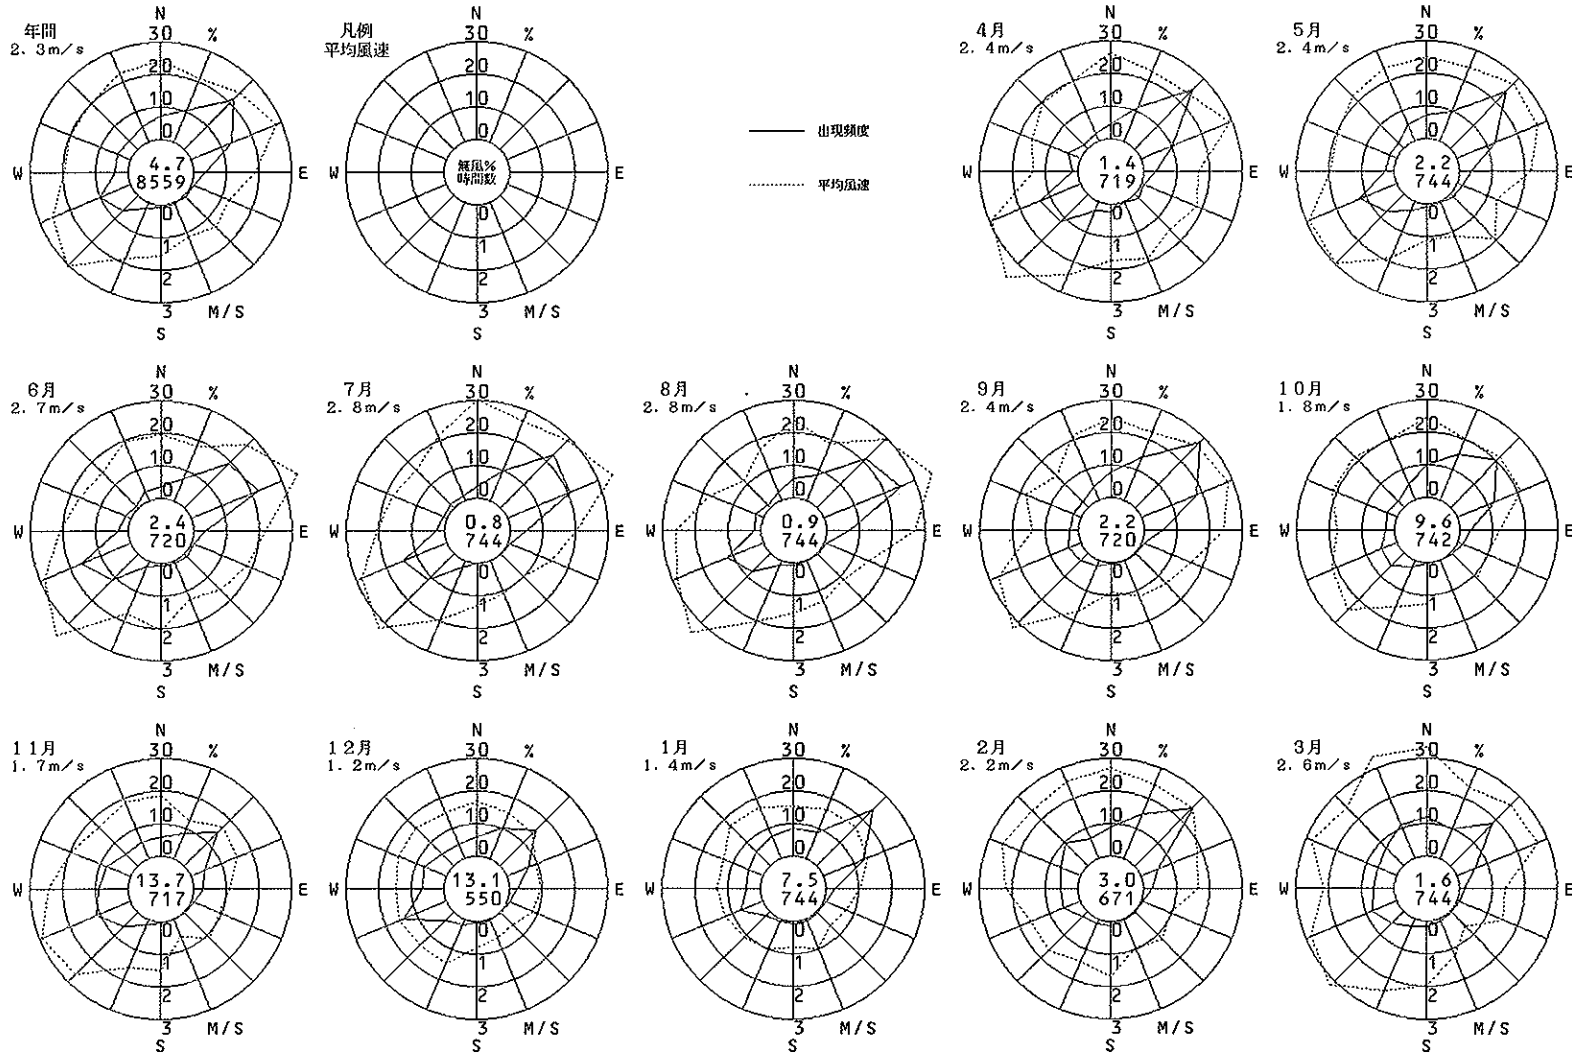 年間
2.3m/s
N
30 %
20
10
0
W
4.7
8559
E
0
1
2
3 M/S
S
凡例
平均風速
N
30 %
20
10
0
W
無風%
時間数
E
0
1
2
3 M/S
S
出現頻度
平均風速
4月
2.4m/s
N
30 %
20
10
0
W
1.4
719
E
0
1
2
3 M/S
S
5月
2.4m/s
N
30 %
20
10
0
W
2.2
744
E
0
1
2
3 M/S
S
6月
2.7m/s
N
30 %
20
10
0
W
2.4
720
E
0
1
2
3 M/S
S
7月
2.8m/s
N
30 %
20
10
0
W
0.8
744
E
0
1
2
3 M/S
S
8月
2.8m/s
N
30 %
20
10
0
W
0.9
744
E
0
1
2
3 M/S
S
9月
2.4m/s
N
30 %
20
10
0
W
2.2
720
E
0
1
2
3 M/S
S
10月
1.8m/s
N
30 %
20
10
0
W
9.6
742
E
0
1
2
3 M/S
S
11月
1.7m/s
N
30 %
20
10
0
W
13.7
717
E
0
1
2
3 M/S
S
12月
1.2m/s
N
30 %
20
10
0
W
13.1
550
E
0
1
2
3 M/S
S
1月
1.4m/s
N
30 %
20
10
0
W
7.5
744
E
0
1
2
3 M/S
S
2月
2.2m/s
N
30 %
20
10
0
W
3.0
671
E
0
1
2
3 M/S
S
3月
2.6m/s
N
30 %
20
10
0
W
1.6
744
E
0
1
2
3 M/S
S